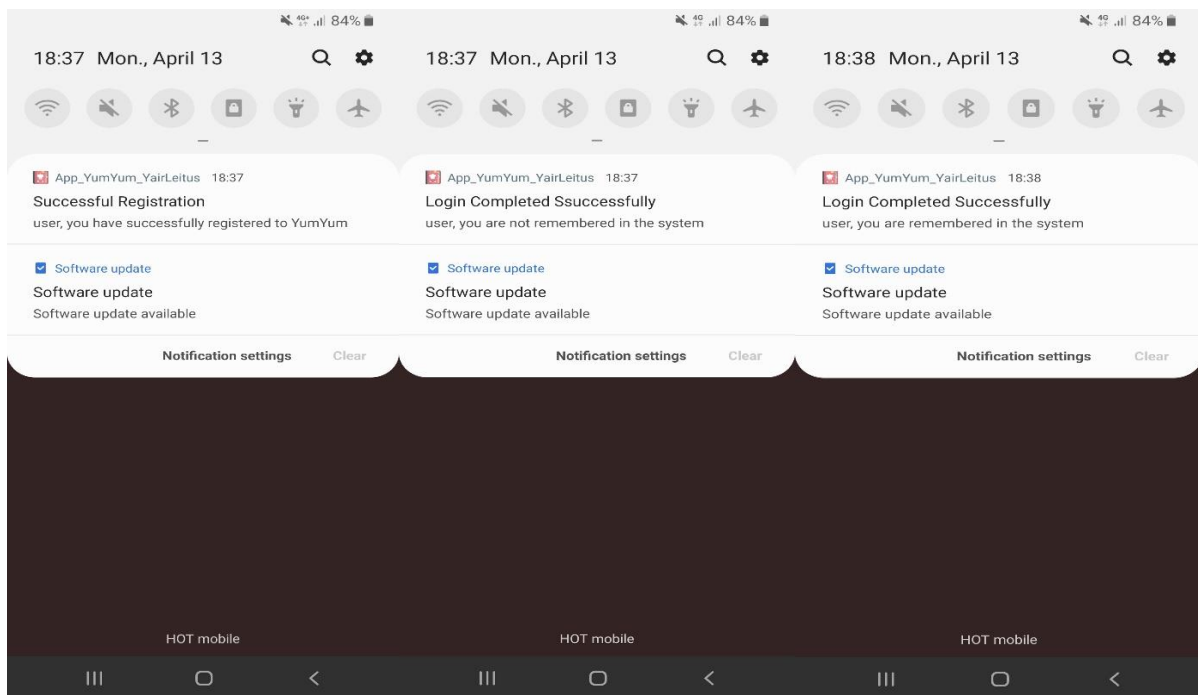 4G+ 84%
18:37 Mon., April 13
App_YumYum_YairLeitus 18:37
Successful Registration
user, you have successfully registered to YumYum
Software update
Software update
Software update available
Notification settings Clear
HOT mobile
4G 84%
18:37 Mon., April 13
App_YumYum_YairLeitus 18:37
Login Completed Ssuccessfully
user, you are not remembered in the system
Software update
Software update
Software update available
Notification settings Clear
HOT mobile
4G 84%
18:38 Mon., April 13
App_YumYum_YairLeitus 18:38
Login Completed Successfully
user, you are remembered in the system
Software update
Software update
Software update available
Notification settings Clear
HOT mobile